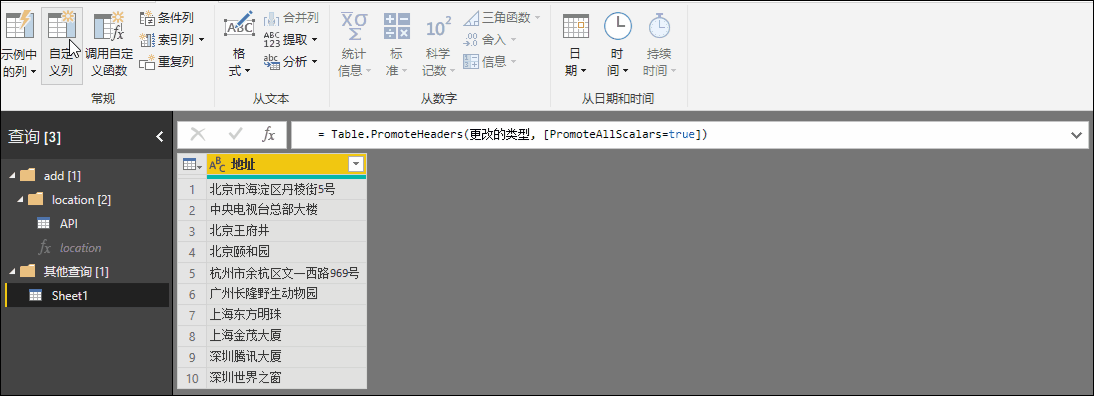 示例中的列
自定义列
调用自定义函数
条件列
索引列
重复列
常规
格式
合并列
ABC 123 提取
abc 分析
从文本
统计信息
标准
科学记数
三角函数
.00 舍入
信息
从数字
日期
时间
持续时间
从日期和时间
查询 [3]
fx = Table.PromoteHeaders(更改的类型, [PromoteAllScalars=true])
add [1]
location [2]
API
fx location
其他查询 [1]
Sheet1
ABC 地址
1 北京市海淀区丹棱街5号
2 中央电视台总部大楼
3 北京王府井
4 北京颐和园
5 杭州市余杭区文一西路969号
6 广州长隆野生动物园
7 上海东方明珠
8 上海金茂大厦
9 深圳腾讯大厦
10 深圳世界之窗